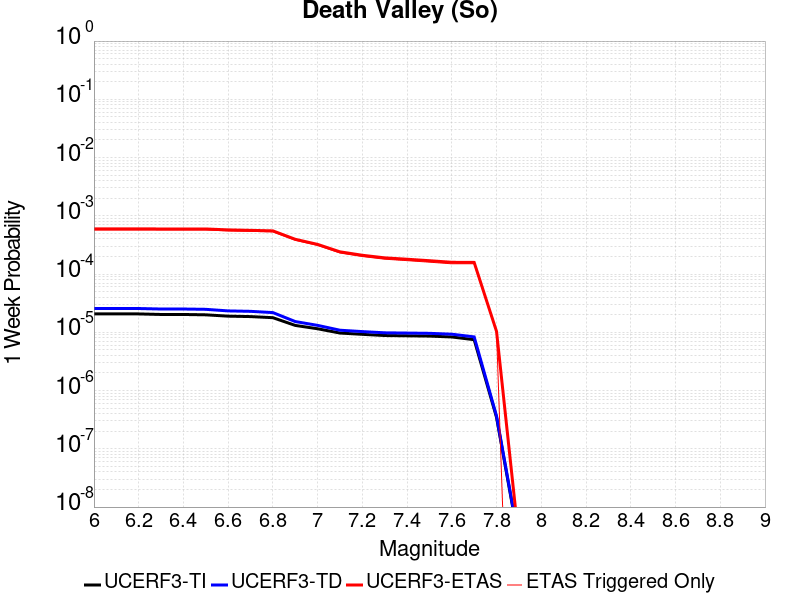 Death Valley (So)
10^0
10^-1
10^-2
10^-3
10^-4
10^-5
10^-6
10^-7
10^-8
1 Week Probability
6 6.2 6.4 6.6 6.8 7 7.2 7.4 7.6 7.8 8 8.2 8.4 8.6 8.8 9
Magnitude
UCERF3-TI UCERF3-TD UCERF3-ETAS ETAS Triggered Only